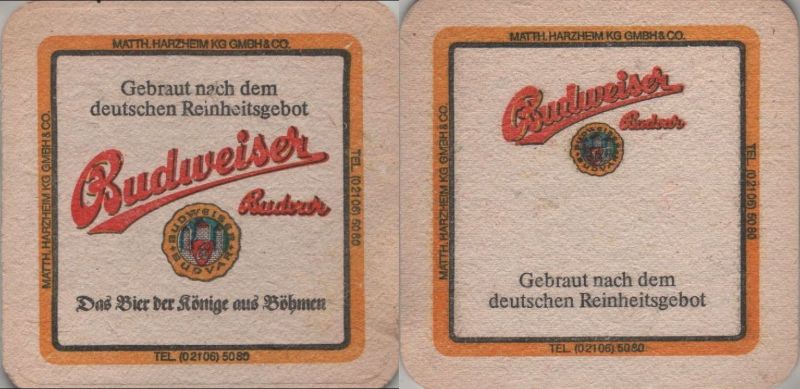 MATTH. HARZHEIM KG GMBH & CO.
Gebraut nach dem
deutschen Reinheitsgebot
Budweiser
Budvar
BUDWEISER
BUDVAR
Das Bier der Könige aus Böhmen
MATTH. HARZHEIM KG GMBH & CO.
TEL. (02106) 5080
TEL. (02106) 5080
MATTH. HARZHEIM KG GMBH & CO.
Budweiser
Budvar
BUDWEISER
BUDVAR
Gebraut nach dem
deutschen Reinheitsgebot
MATTH. HARZHEIM KG GMBH & CO.
TEL. (02106) 5080
TEL. (02106) 5080